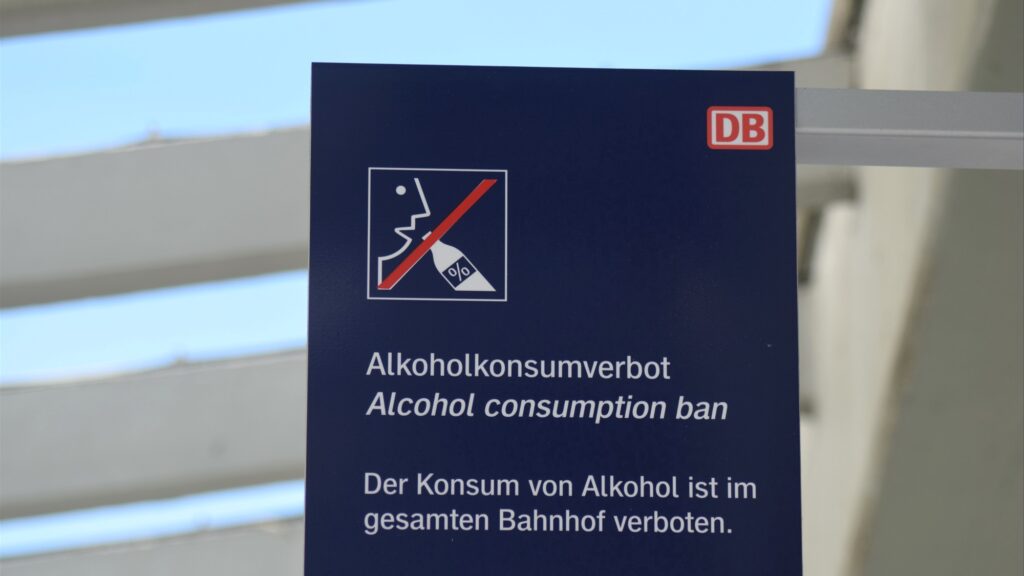 DB
%
Alkoholkonsumverbot
Alcohol consumption ban
Der Konsum von Alkohol ist im
gesamten Bahnhof verboten.